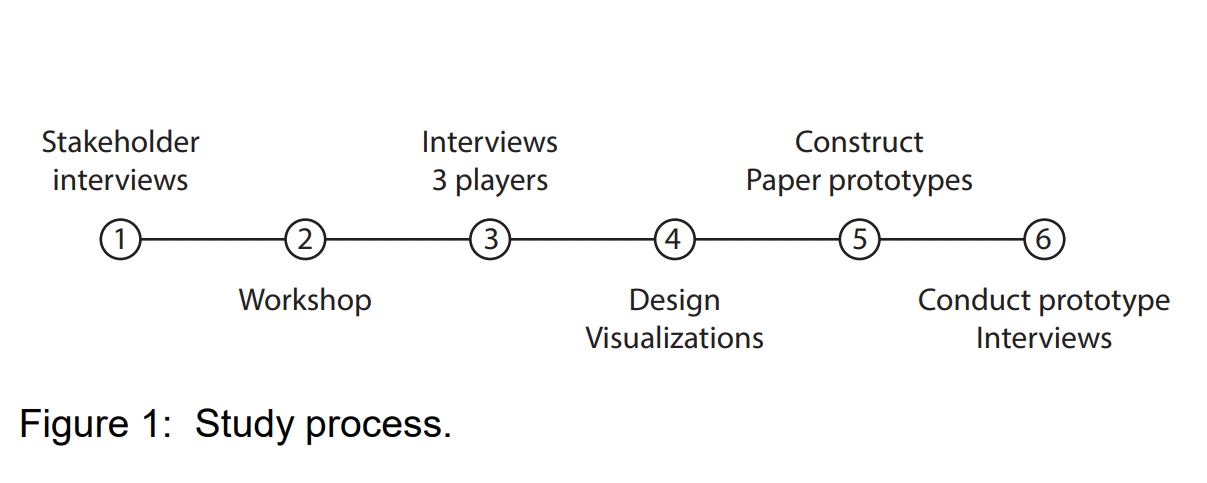 Stakeholder
interviews
Interviews
3 players
Construct
Paper prototypes
1
2
3
4
5
6
Workshop
Design
Visualizations
Conduct prototype
Interviews
Figure 1:  Study process.